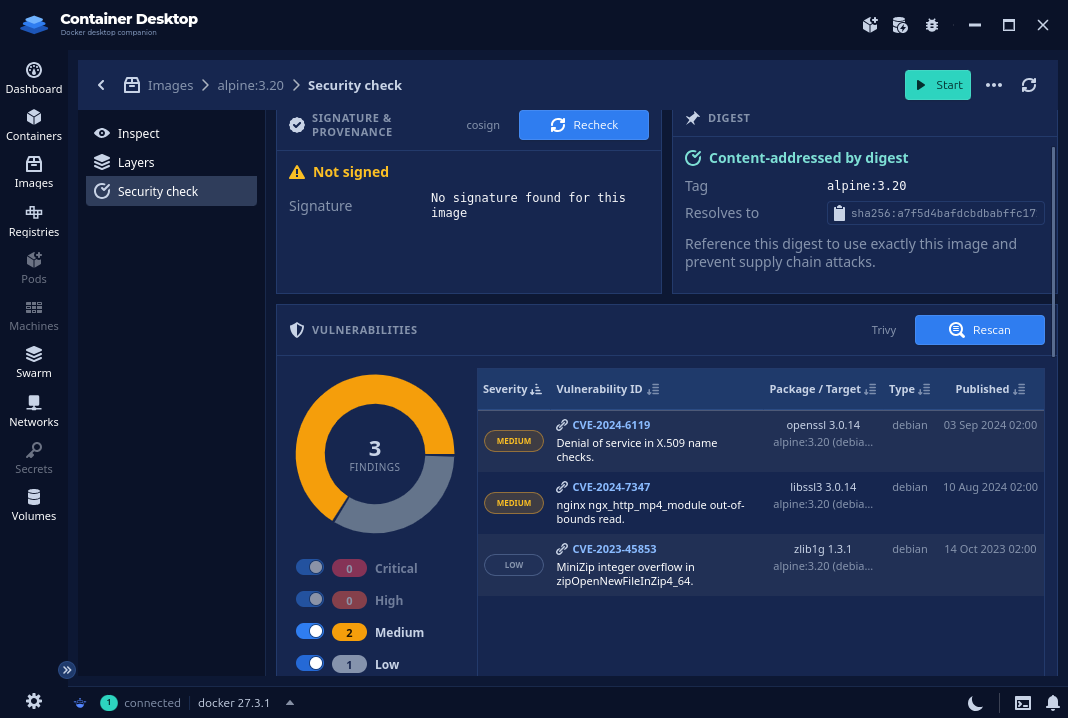 Container Desktop
Docker desktop companion
Dashboard
Containers
Images
Registries
Pods
Machines
Swarm
Networks
Secrets
Volumes
Images
alpine:3.20
Security check
Start
Inspect
Layers
Security check
SIGNATURE &
PROVENANCE
cosign
Recheck
Not signed
Signature
No signature found for this
image
DIGEST
Content-addressed by digest
Tag
alpine:3.20
Resolves to
sha256:a7f5d4bafdcbdbabffc17
Reference this digest to use exactly this image and
prevent supply chain attacks.
VULNERABILITIES
Trivy
Rescan
3
FINDINGS
0 Critical
0 High
2 Medium
1 Low
Severity Vulnerability ID Package / Target Type Published
MEDIUM
CVE-2024-6119
Denial of service in X.509 name
checks.
openssl 3.0.14
alpine:3.20 (debia...
debian
03 Sep 2024 02:00
MEDIUM
CVE-2024-7347
nginx ngx_http_mp4_module out-of-
bounds read.
libssl3 3.0.14
alpine:3.20 (debia...
debian
10 Aug 2024 02:00
LOW
CVE-2023-45853
MiniZip integer overflow in
zipOpenNewFileInZip4_64.
zlib1g 1.3.1
alpine:3.20 (debia...
debian
14 Oct 2023 02:00
1 connected
docker 27.3.1